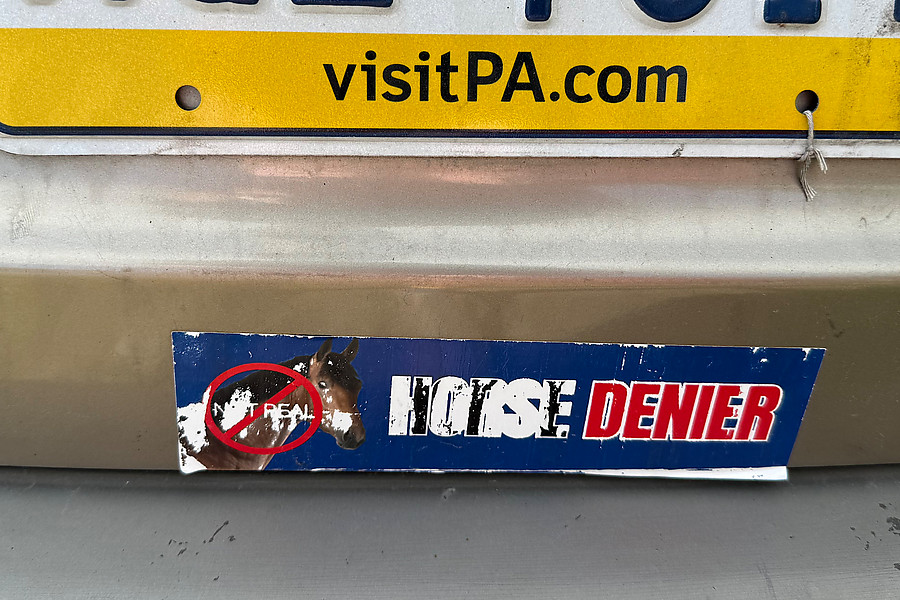 visitPA.com
NOT REAL
HORSE DENIER